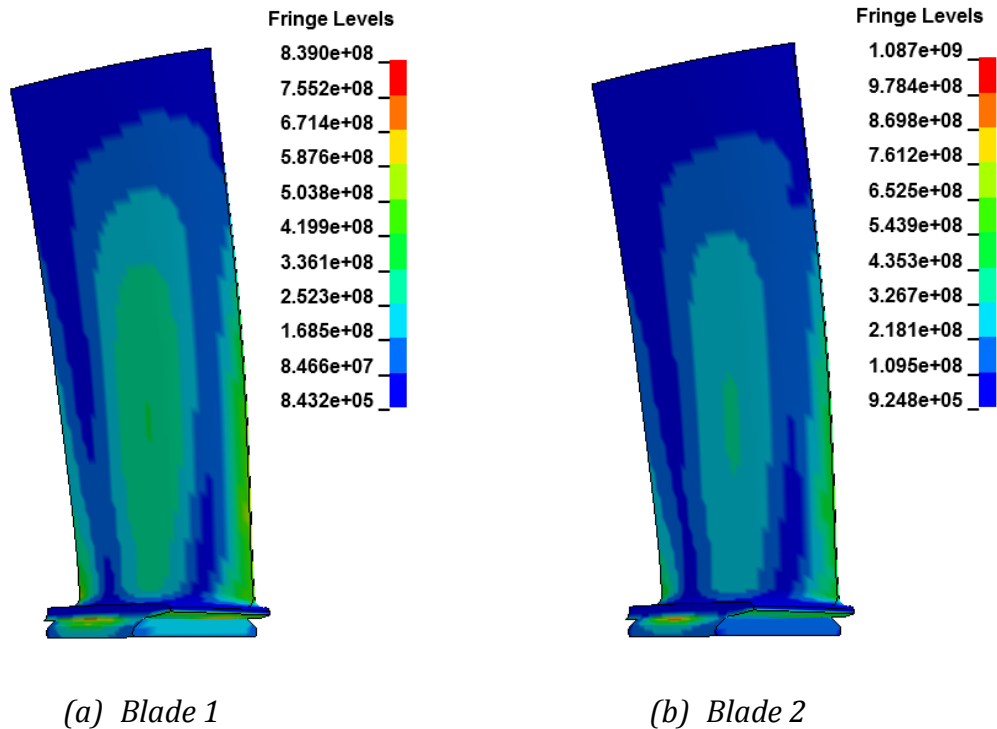 Fringe Levels
8.390e+08
7.552e+08
6.714e+08
5.876e+08
5.038e+08
4.199e+08
3.361e+08
2.523e+08
1.685e+08
8.466e+07
8.432e+05
(a) Blade 1
Fringe Levels
1.087e+09
9.784e+08
8.698e+08
7.612e+08
6.525e+08
5.439e+08
4.353e+08
3.267e+08
2.181e+08
1.095e+08
9.248e+05
(b) Blade 2